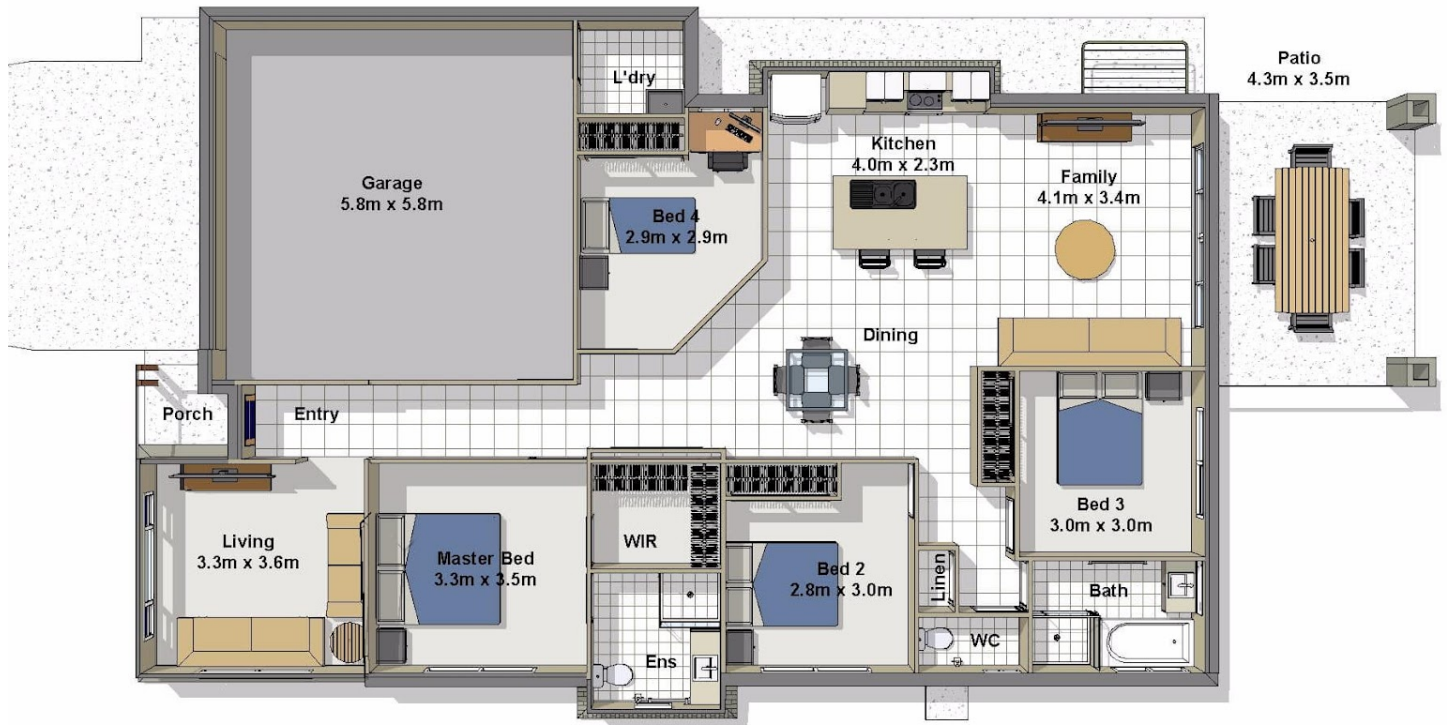 Patio
4.3m x 3.5m
L'dry
Kitchen
4.0m x 2.3m
Garage
5.8m x 5.8m
Family
4.1m x 3.4m
Bed 4
2.9m x 2.9m
Dining
Porch
Entry
Bed 3
3.0m x 3.0m
Living
3.3m x 3.6m
Master Bed
3.3m x 3.5m
WIR
Bed 2
2.8m x 3.0m
Linen
Bath
Ens
WC